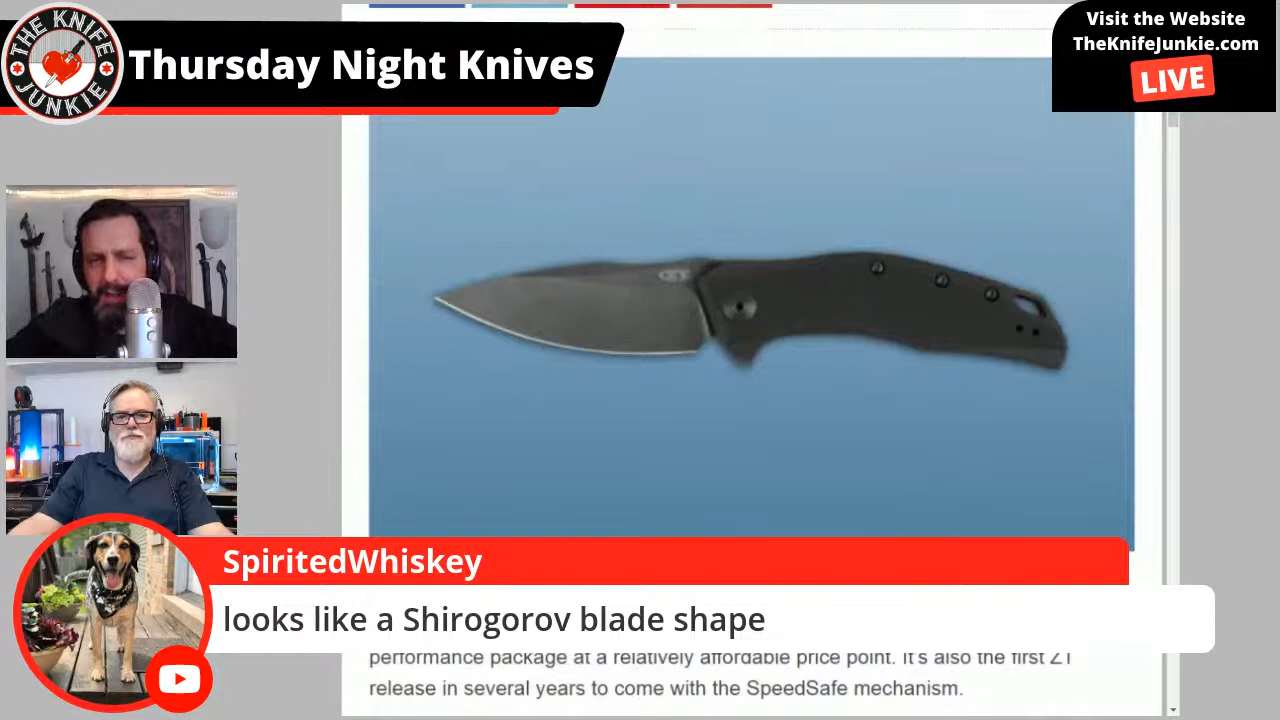 THE KNIFE
JUNKIE
Thursday Night Knives
Visit the Website
TheKnifeJunkie.com
LIVE
SpiritedWhiskey
looks like a Shirogorov blade shape
performance package at a relatively affordable price point. It's also the first ZT
release in several years to come with the SpeedSafe mechanism.